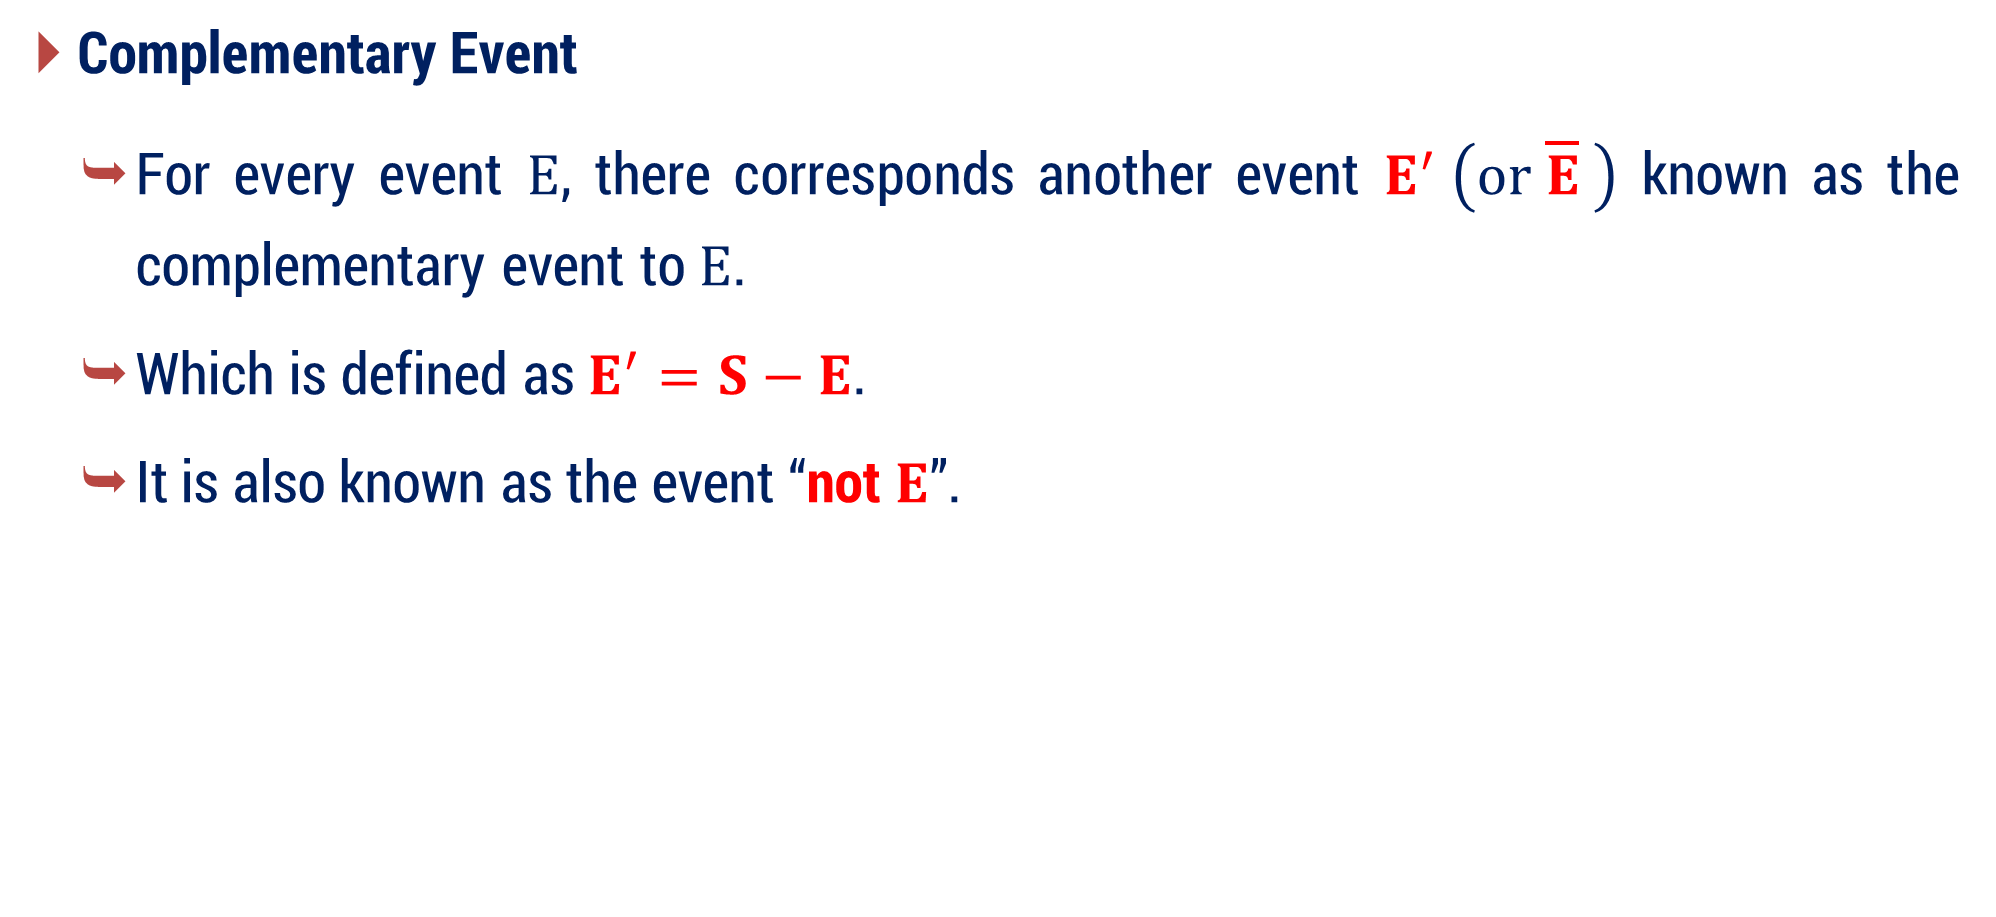 Complementary Event
For every event E, there corresponds another event E′ (or E̅ ) known as the
complementary event to E.
Which is defined as E′ = S − E.
It is also known as the event “not E”.